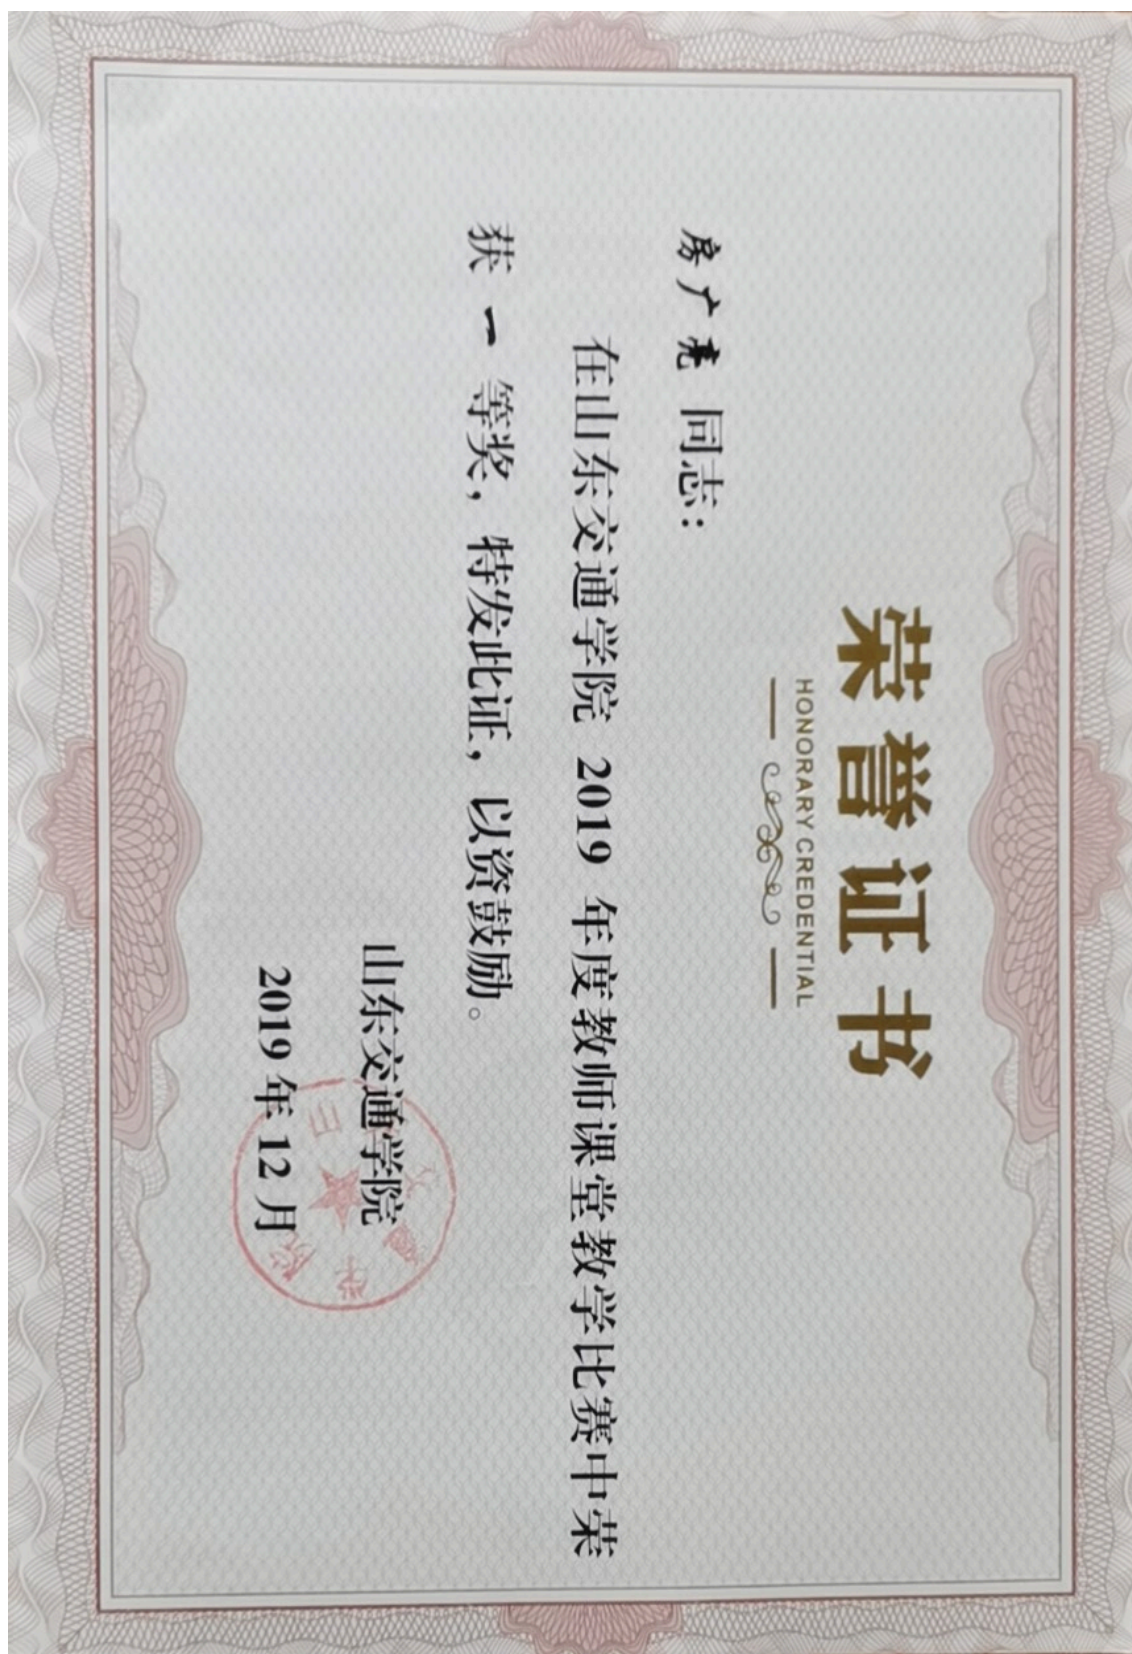 荣誉证书
HONORARY CREDENTIAL
房广亮 同志：
在山东交通学院 2019 年度教师课堂教学比赛中荣
获 一 等奖，特发此证，以资鼓励。
山东交通学院
2019 年 12 月